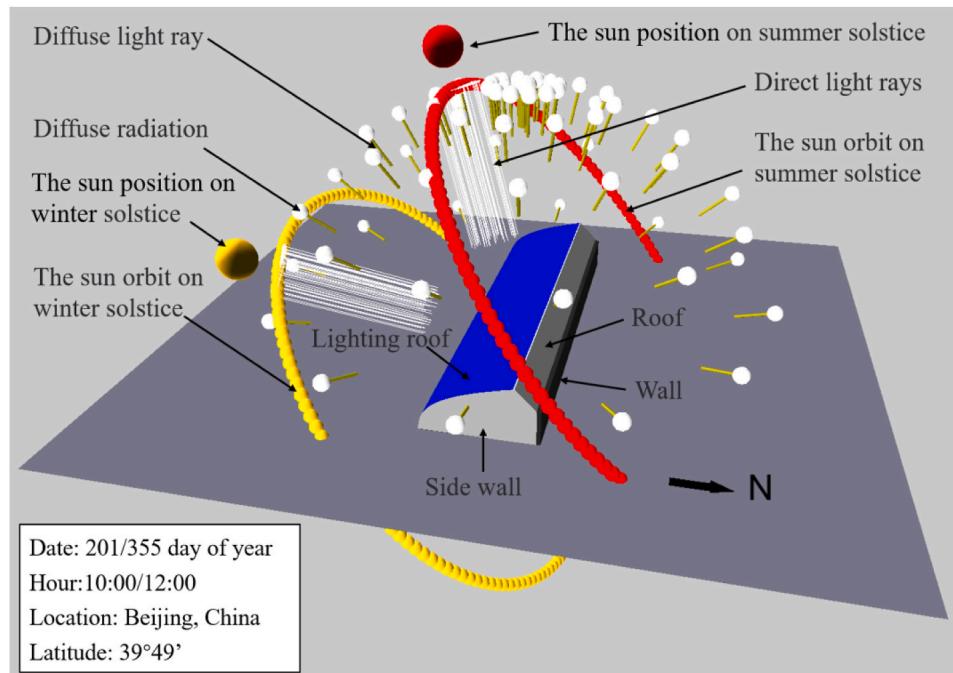 Diffuse light ray
The sun position on summer solstice
Direct light rays
Diffuse radiation
The sun position on
winter solstice
The sun orbit on
summer solstice
The sun orbit on
winter solstice
Lighting roof
Roof
Wall
Side wall
N
Date: 201/355 day of year
Hour:10:00/12:00
Location: Beijing, China
Latitude: 39°49’